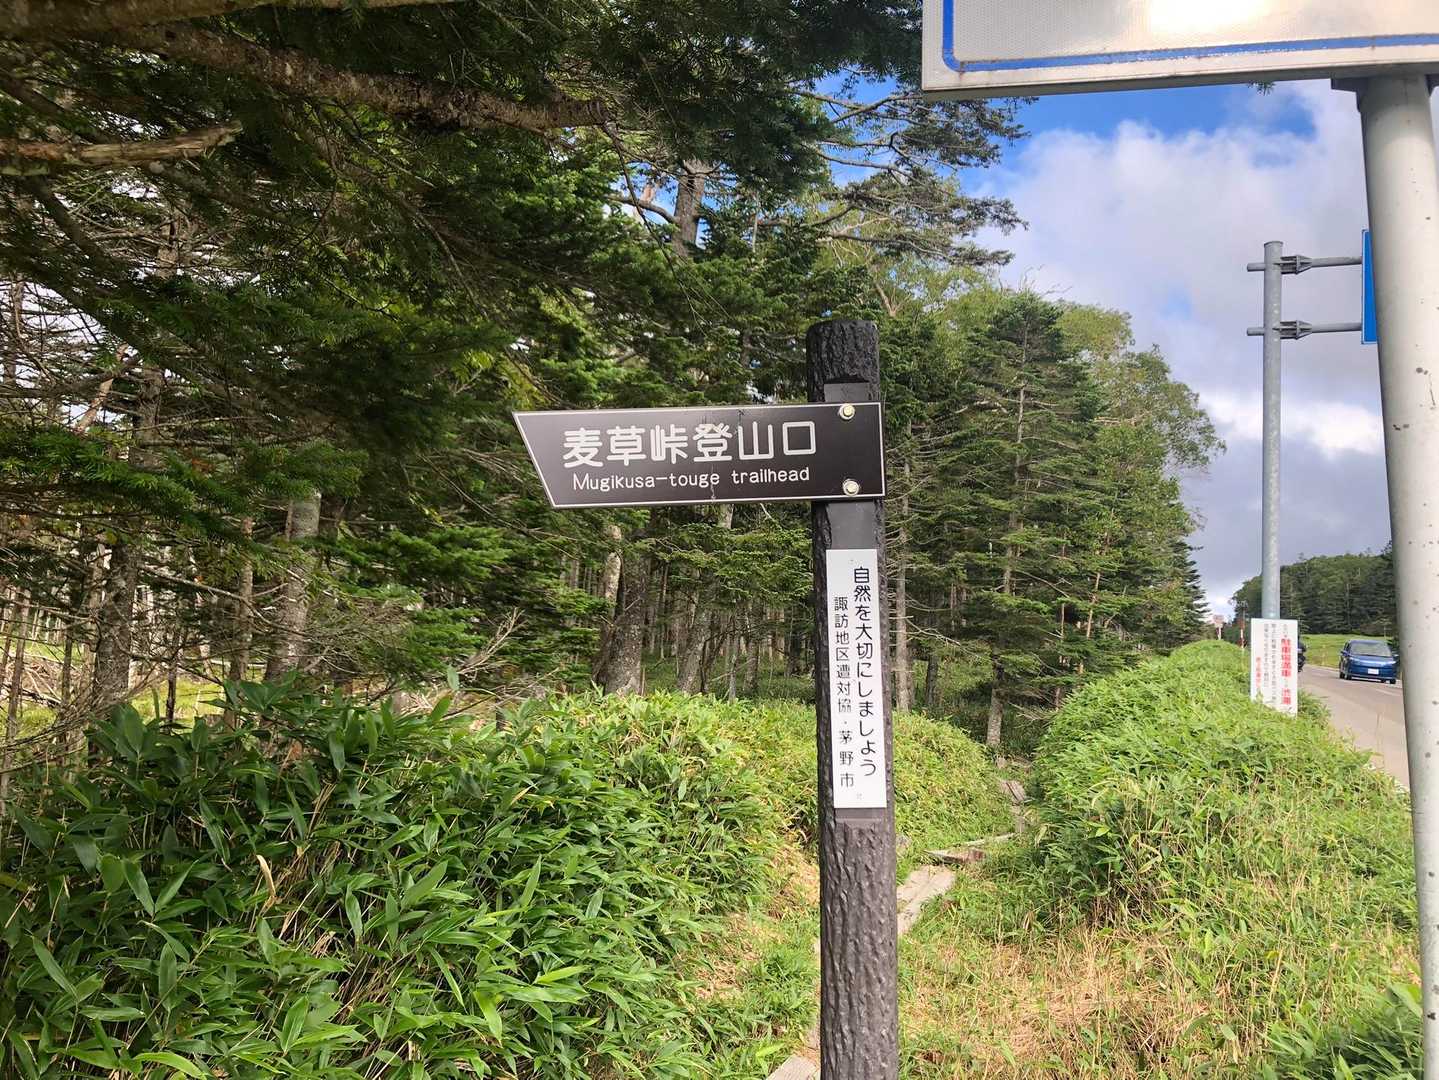 麦草峠登山口
Mugikusa-touge trailhead
自然を大切にしましょう
諏訪地区遭対協・茅野市